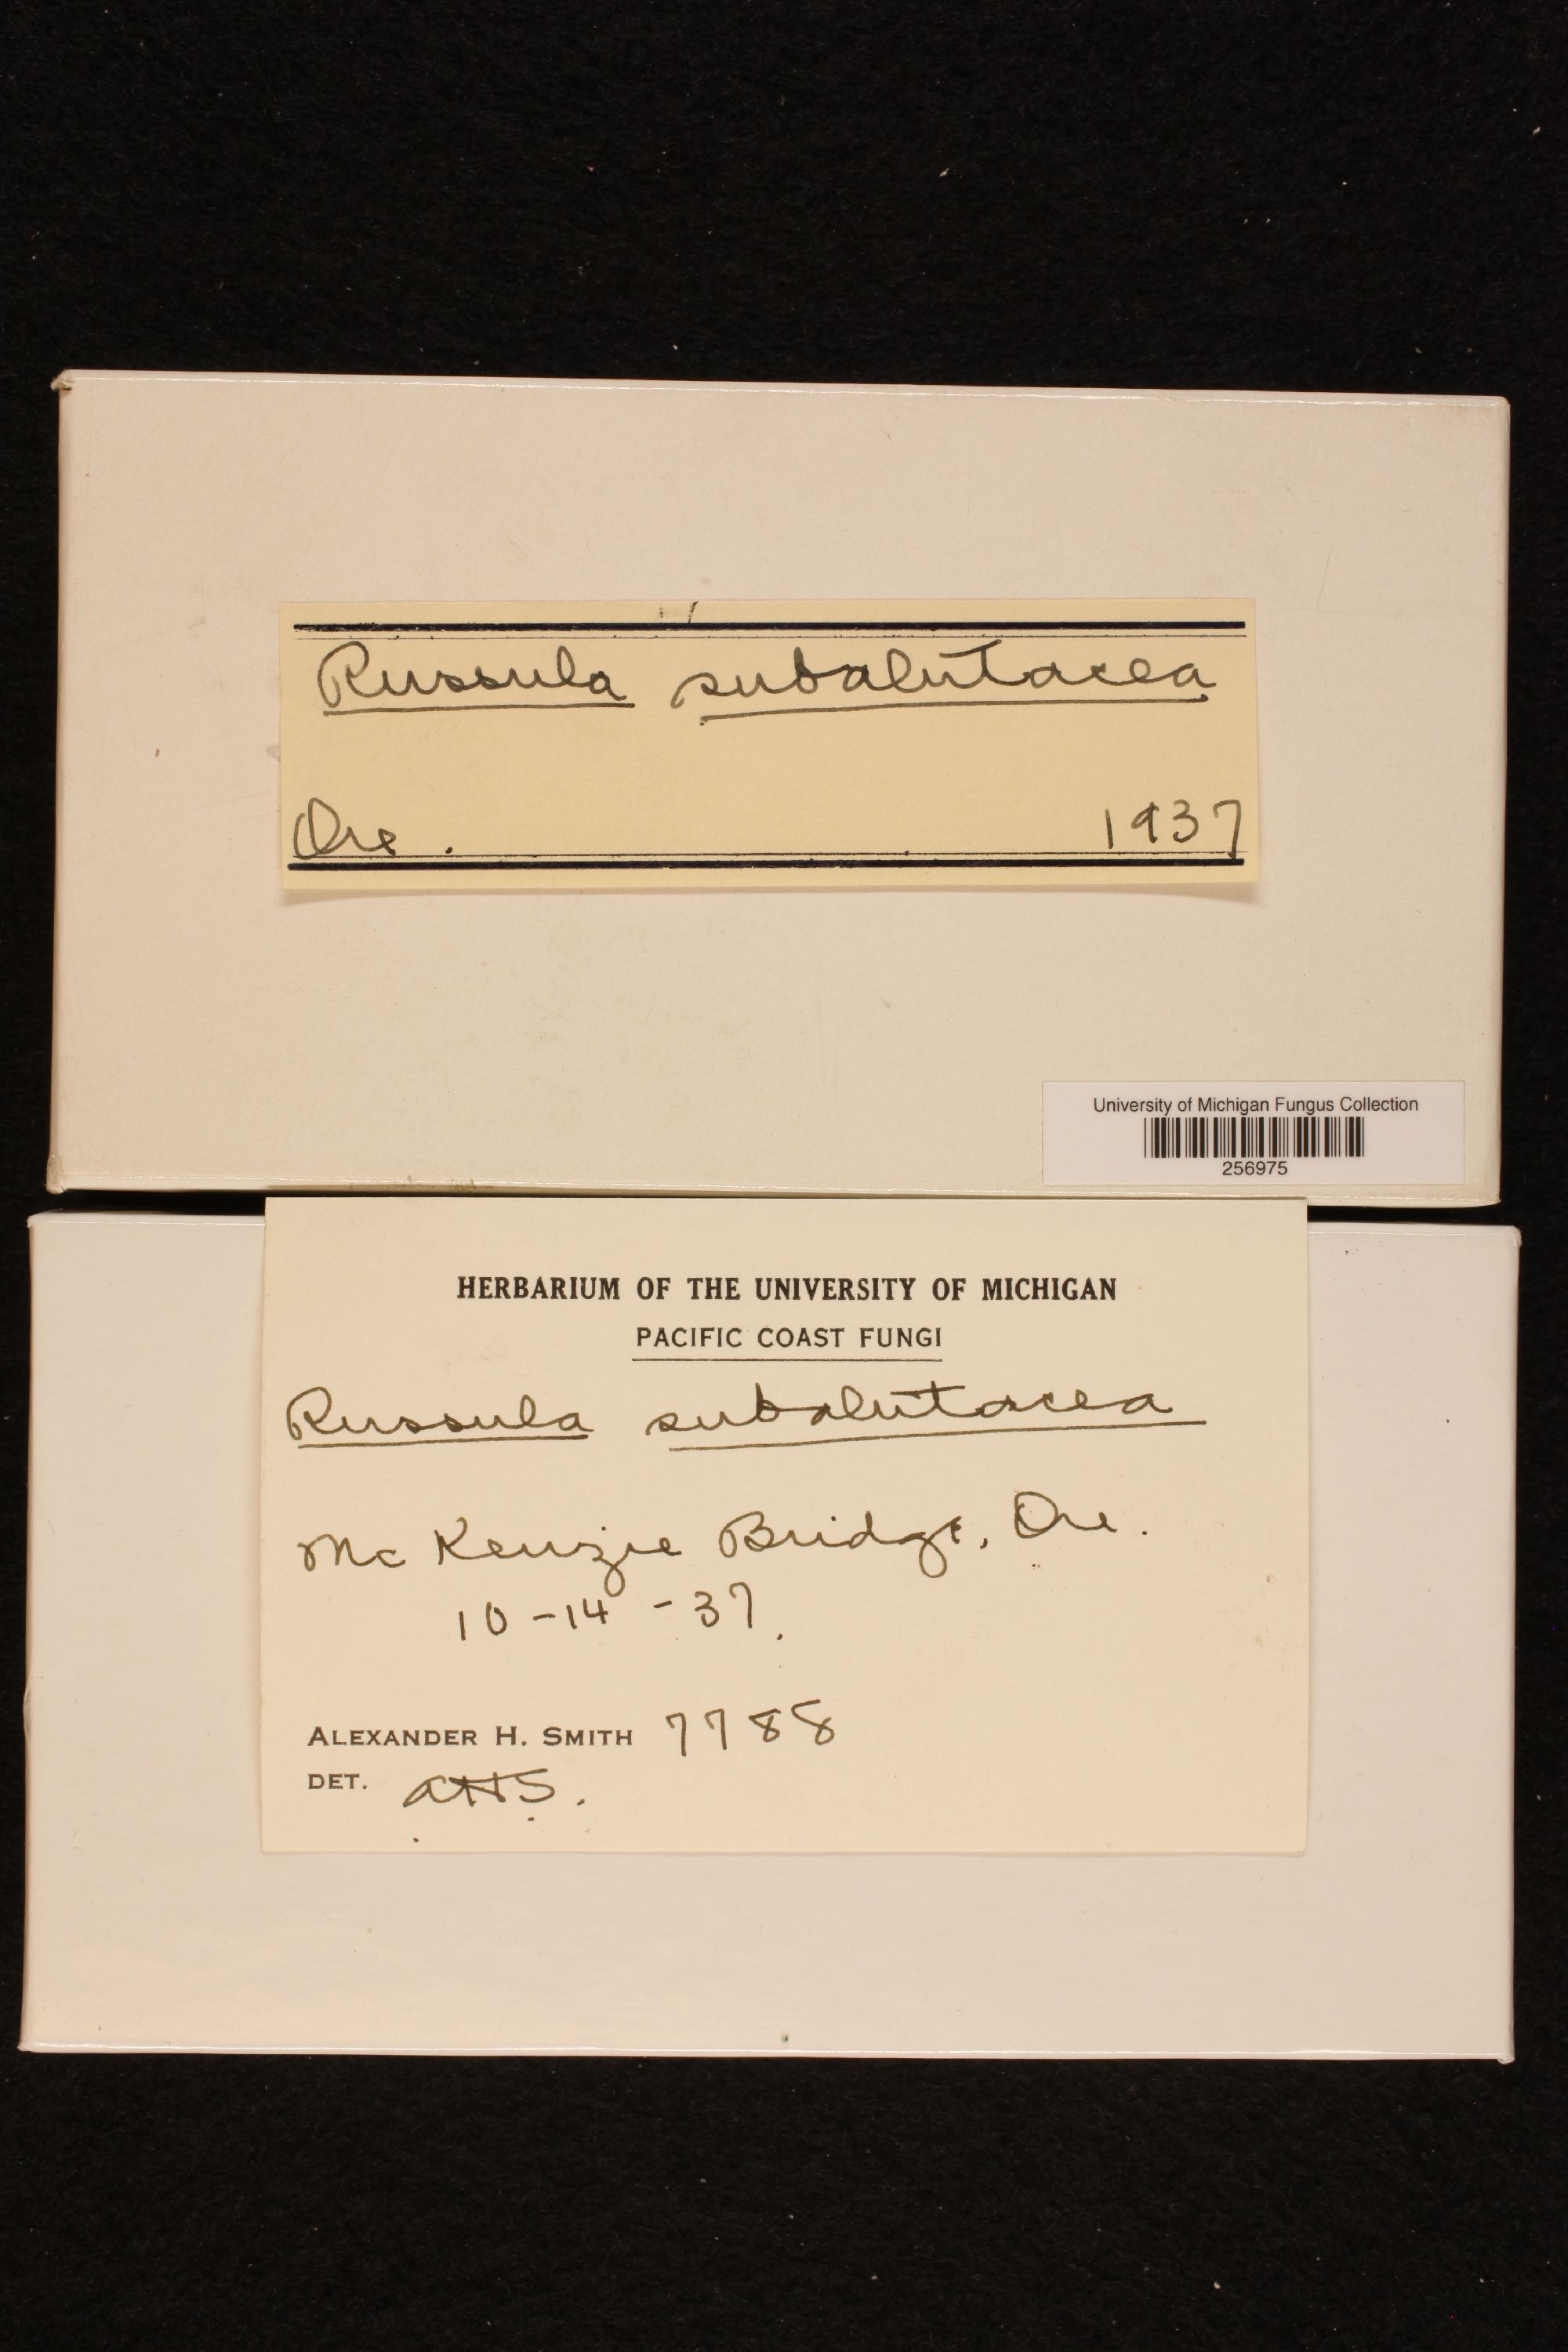 Russula subalutacea
Ore. 1937
University of Michigan Fungus Collection
256975
HERBARIUM OF THE UNIVERSITY OF MICHIGAN
PACIFIC COAST FUNGI
Russula subalutacea
McKenzie Bridge, Ore.
10-14-37.
ALEXANDER H. SMITH 7788
DET. AHS.